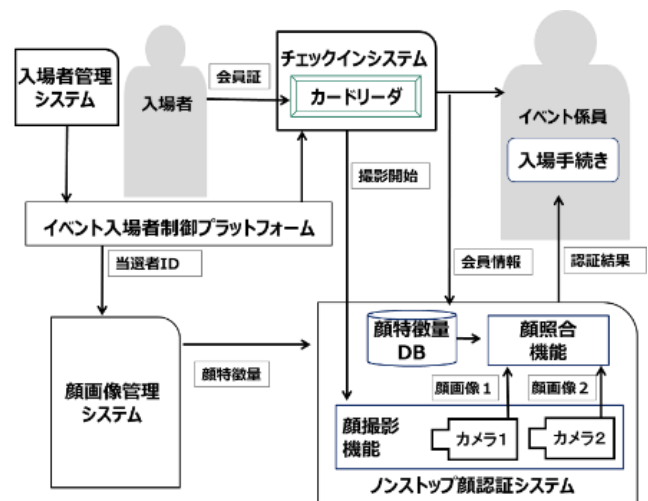 入場者管理
システム
入場者
会員証
チェックインシステム
カードリーダ
イベント係員
入場手続き
撮影開始
イベント入場者制御プラットフォーム
当選者ID
会員情報
認証結果
顔画像管理
システム
顔特徴量
顔特徴量
DB
顔照合
機能
顔画像1
顔画像2
顔撮影
機能
カメラ1
カメラ2
ノンストップ顔認証システム